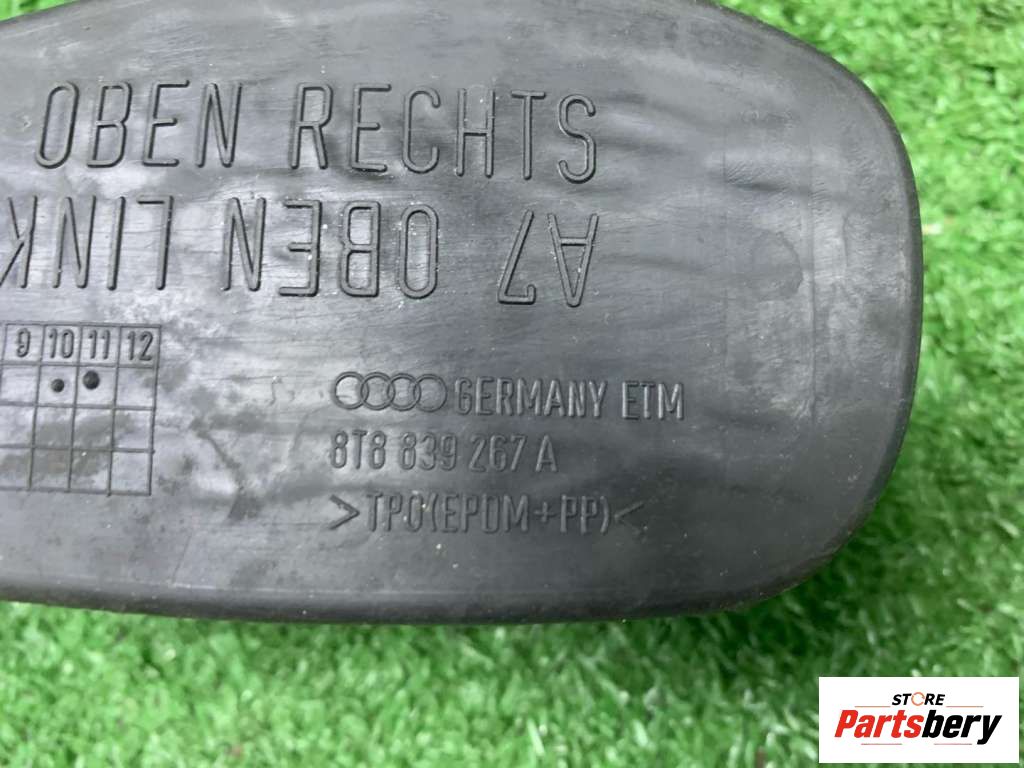 OBEN RECHTS
A7 OBEN LINK
9 10 11 12
GERMANY ETM
8T8 839 267 A
>TPO(EPDM+PP)<
STORE
Partsbery